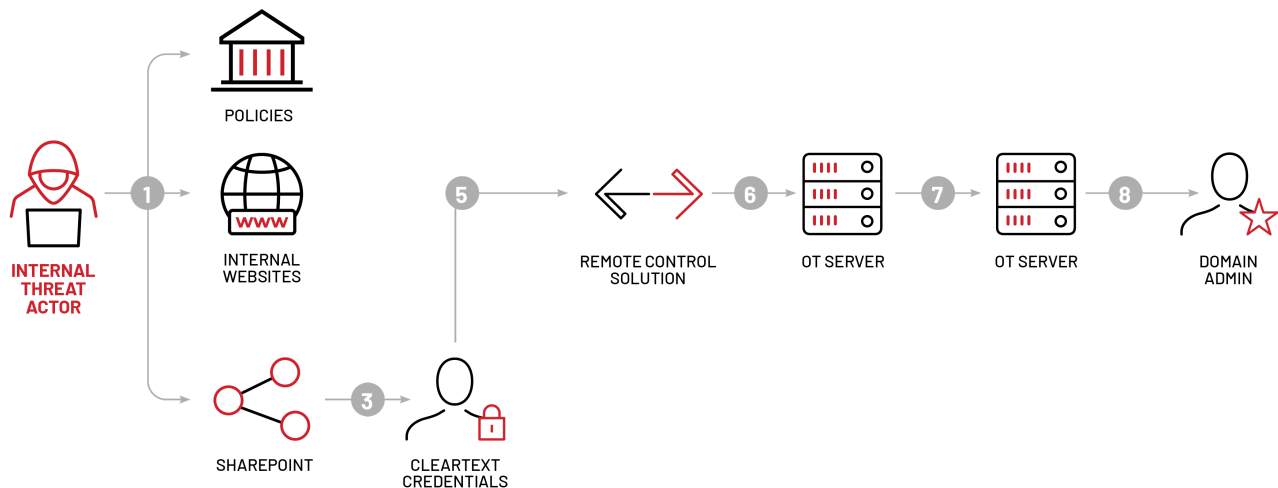 POLICIES
INTERNAL
THREAT
ACTOR
1
WWW
INTERNAL
WEBSITES
SHAREPOINT
3
CLEARTEXT
CREDENTIALS
5
REMOTE CONTROL
SOLUTION
6
OT SERVER
7
OT SERVER
8
DOMAIN
ADMIN